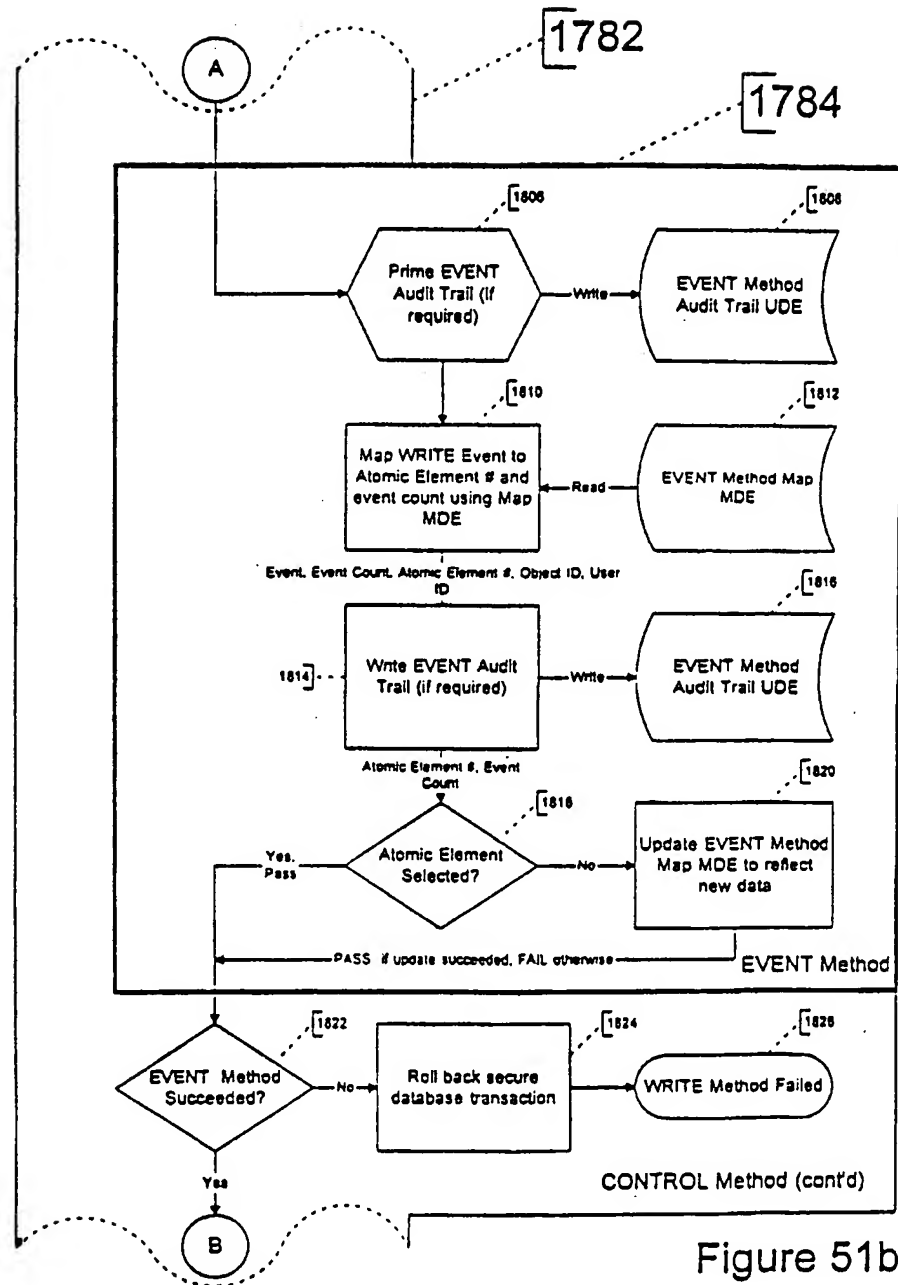 1782
A
1784
1806
1808
Prime EVENT
Audit Trail (if
required)
Write
EVENT Method
Audit Trail UDE
1810
1812
Map WRITE Event to
Atomic Element # and
event count using Map
MDE
Read
EVENT Method Map
MDE
Event, Event Count, Atomic Element #, Object ID, User
ID
1816
1814
Write EVENT Audit
Trail (if required)
Write
EVENT Method
Audit Trail UDE
Atomic Element #, Event
Count
1818
1820
Yes,
Pass
Atomic Element
Selected?
No
Update EVENT Method
Map MDE to reflect
new data
PASS if update succeeded, FAIL otherwise
EVENT Method
1822
1824
1826
EVENT Method
Succeeded?
No
Roll back secure
database transaction
WRITE Method Failed
Yes
CONTROL Method (cont'd)
B
Figure 51b